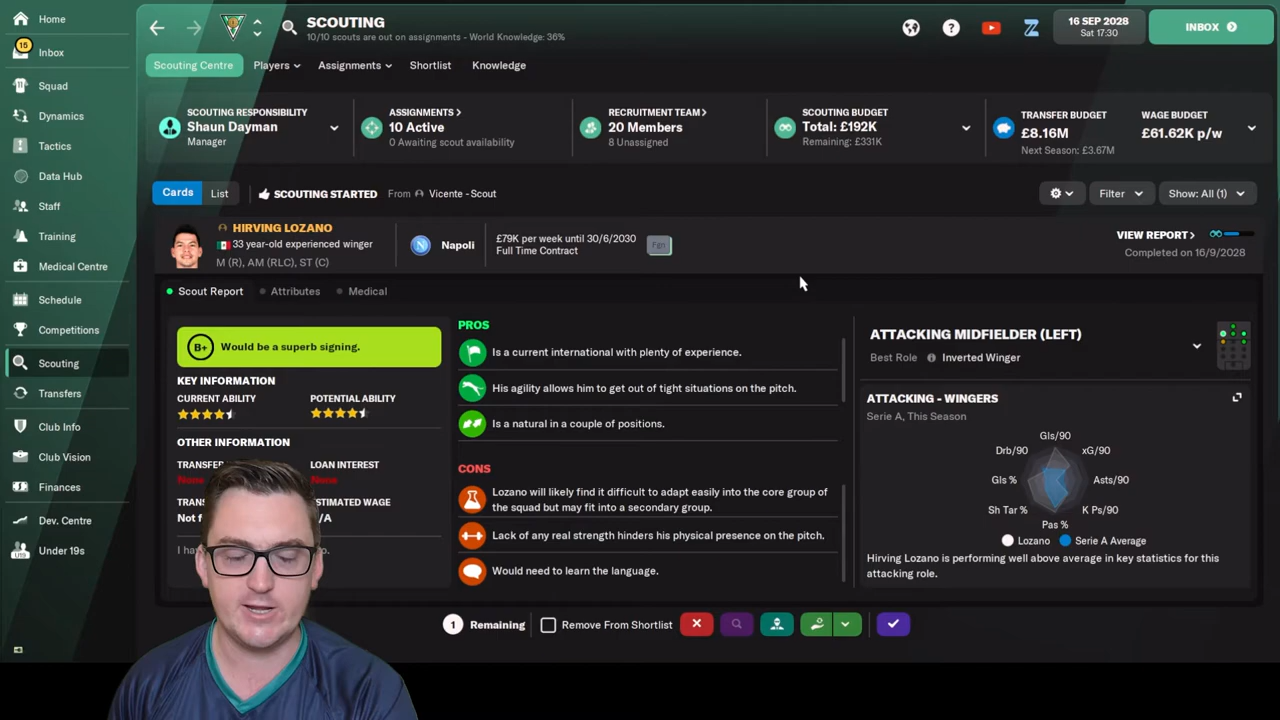 Home
15
Inbox
Squad
Dynamics
Tactics
Data Hub
Staff
Training
Medical Centre
Schedule
Competitions
Scouting
Transfers
Club Info
Club Vision
Finances
Dev. Centre
U19
Under 19s
SCOUTING
10/10 scouts are out on assignments - World Knowledge: 36%
16 SEP 2028
Sat 17:30
INBOX
Scouting Centre
Players
Assignments
Shortlist
Knowledge
SCOUTING RESPONSIBILITY
Shaun Dayman
Manager
ASSIGNMENTS
10 Active
0 Awaiting scout availability
RECRUITMENT TEAM
20 Members
8 Unassigned
SCOUTING BUDGET
Total: £192K
Remaining: £331K
TRANSFER BUDGET
£8.16M
Next Season: £3.67M
WAGE BUDGET
£61.62K p/w
Cards
List
SCOUTING STARTED
From
Vicente - Scout
Filter
Show: All (1)
HIRVING LOZANO
33 year-old experienced winger
M (R), AM (RLC), ST (C)
Napoli
£79K per week until 30/6/2030
Full Time Contract
Fgn
VIEW REPORT
Completed on 16/9/2028
Scout Report
Attributes
Medical
B+ Would be a superb signing.
KEY INFORMATION
CURRENT ABILITY
POTENTIAL ABILITY
OTHER INFORMATION
LOAN INTEREST
None
PROS
Is a current international with plenty of experience.
His agility allows him to get out of tight situations on the pitch.
Is a natural in a couple of positions.
CONS
Lozano will likely find it difficult to adapt easily into the core group of
the squad but may fit into a secondary group.
Lack of any real strength hinders his physical presence on the pitch.
Would need to learn the language.
ATTACKING MIDFIELDER (LEFT)
Best Role
Inverted Winger
ATTACKING - WINGERS
Serie A, This Season
Gls/90
xG/90
Asts/90
K Ps/90
Pas %
Sh Tar %
Gls %
Drb/90
Lozano
Serie A Average
Hirving Lozano is performing well above average in key statistics for this
attacking role.
1 Remaining
Remove From Shortlist